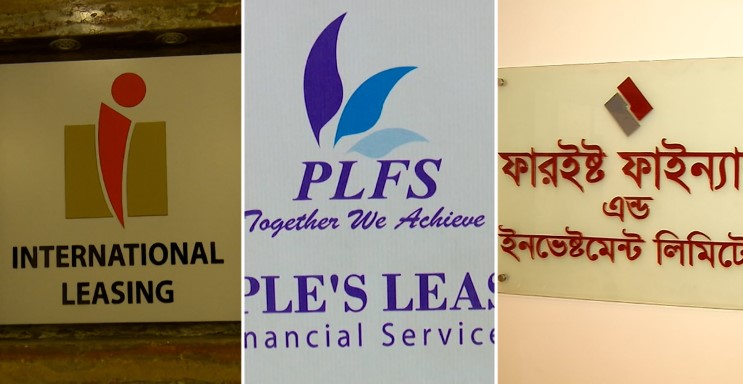 INTERNATIONAL
LEASING
PLFS
Together We Achieve
PLE'S LEAS
nancial Service
ফারইষ্ট ফাইন্যা
এন্ড
ইনভেষ্টমেন্ট লিমিটে